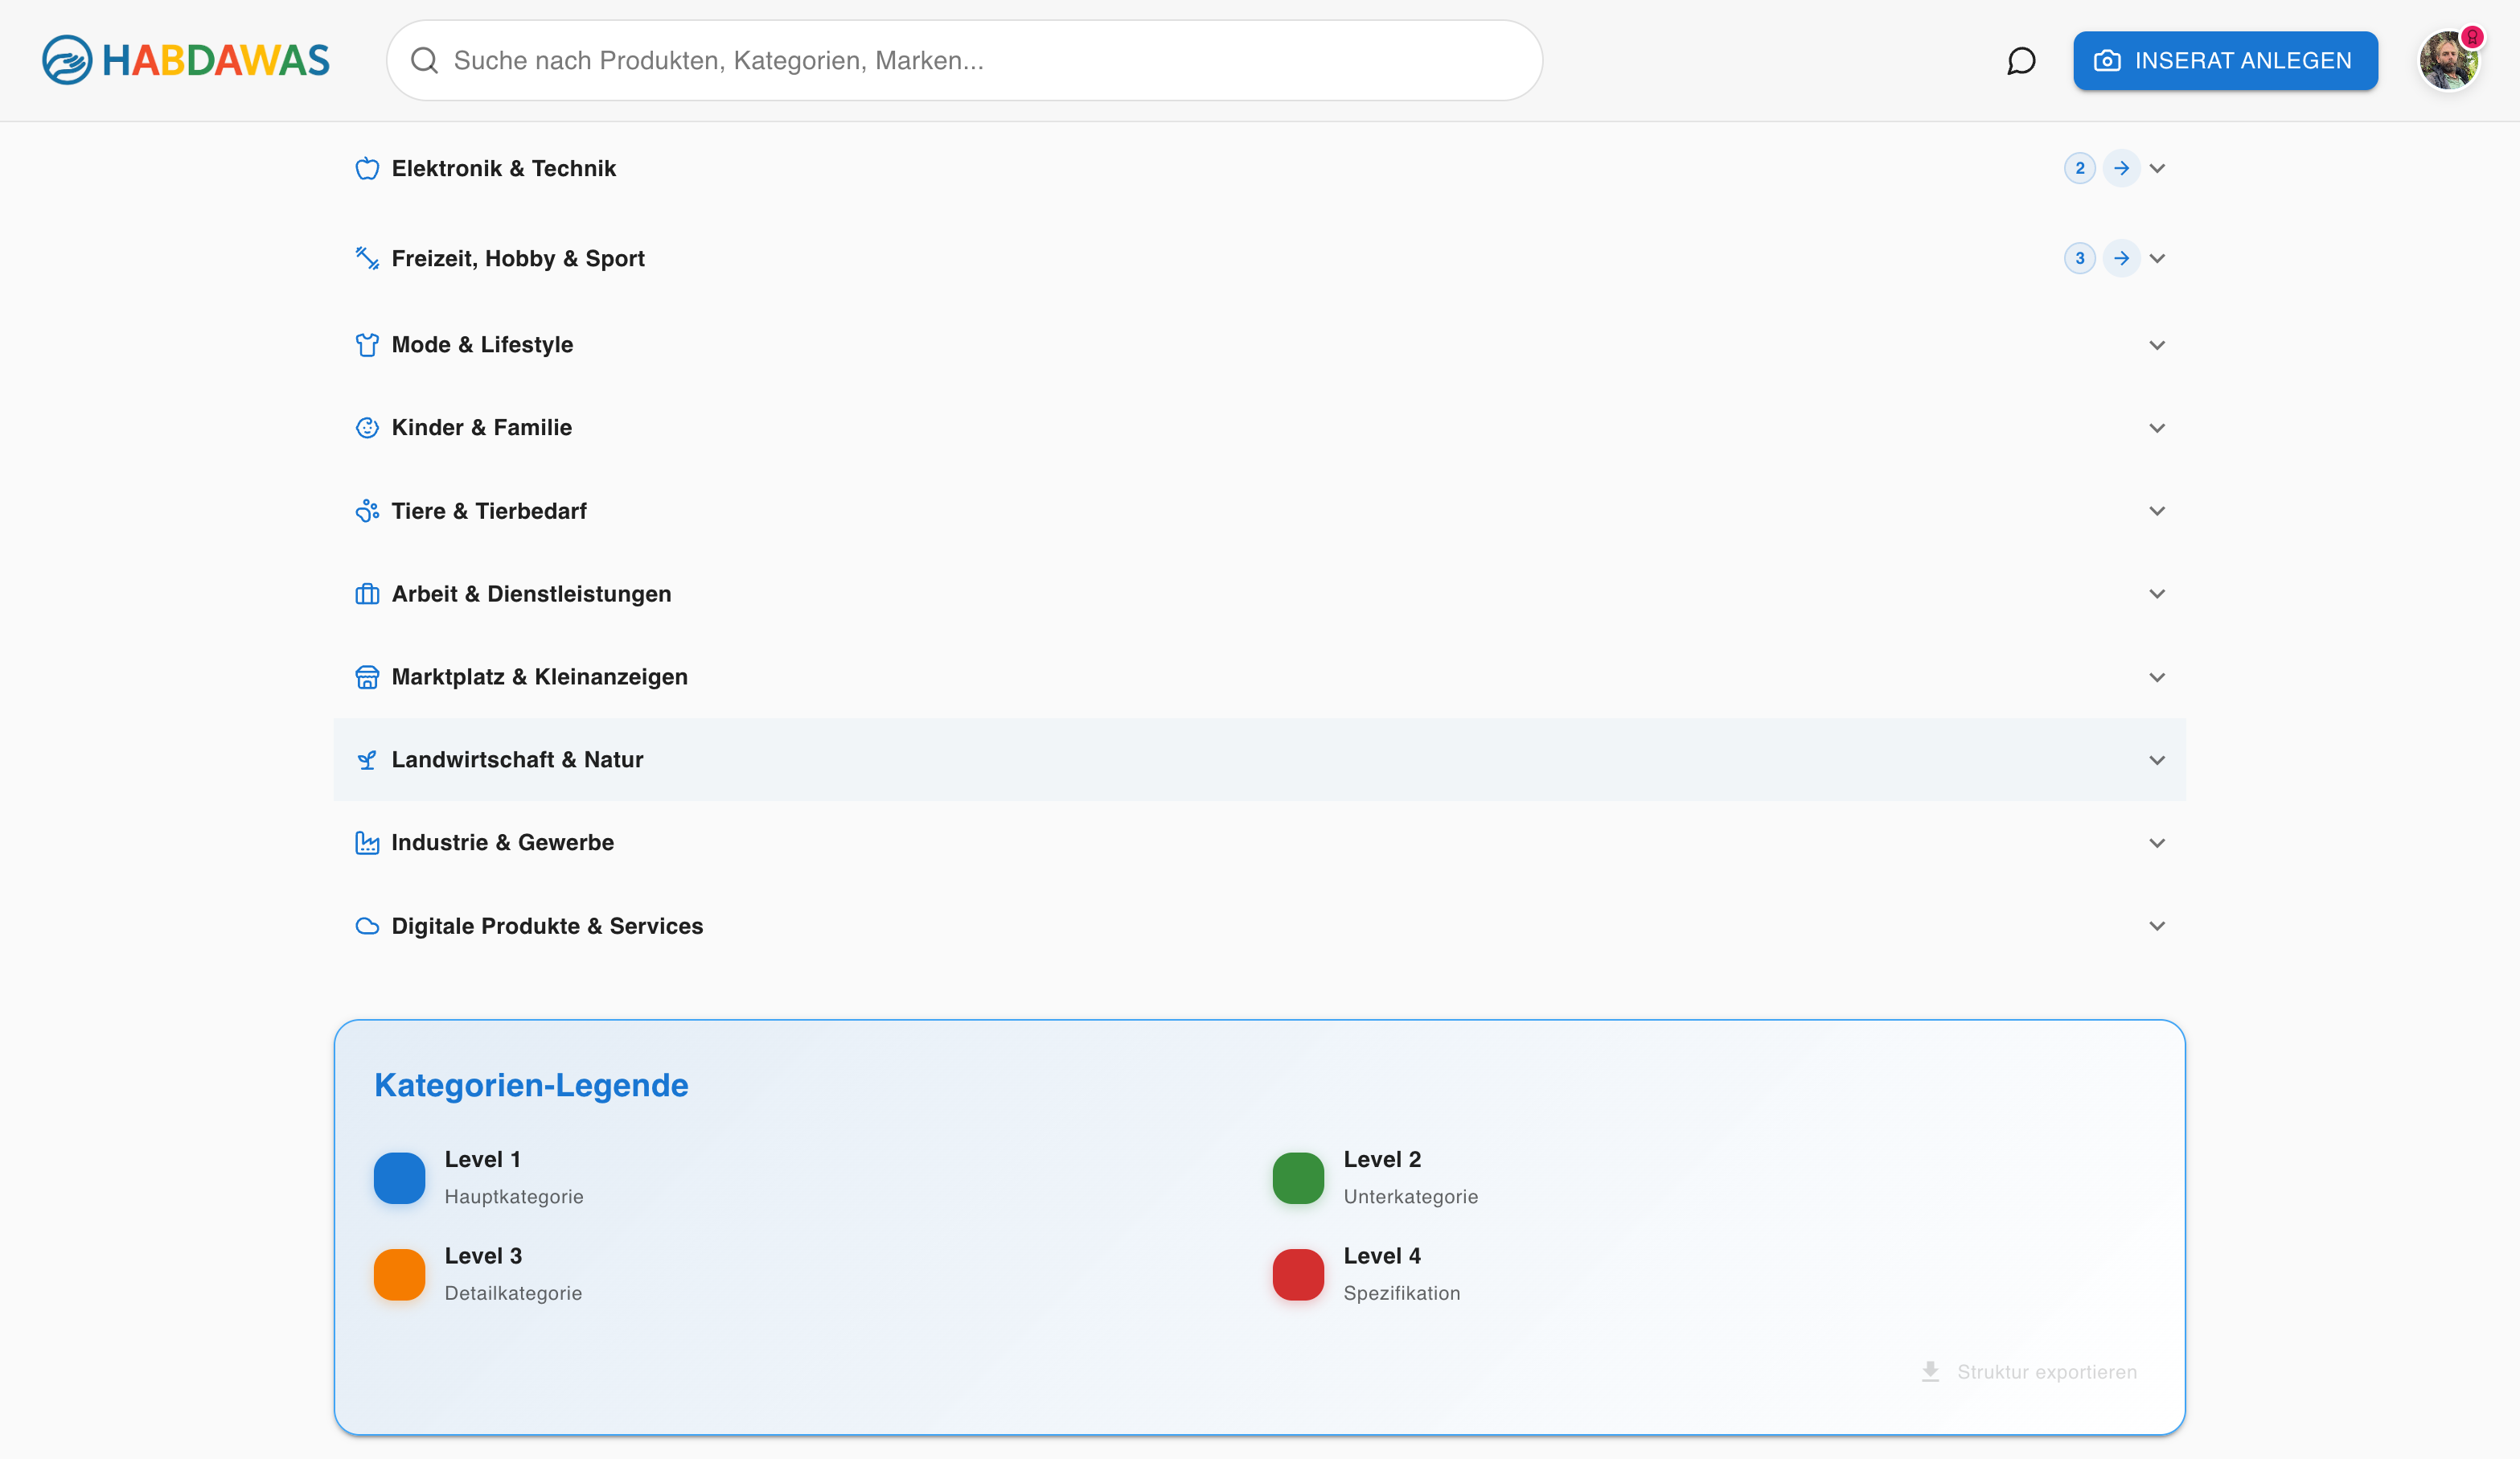 HABDAWAS
Suche nach Produkten, Kategorien, Marken...
INSERAT ANLEGEN
Elektronik & Technik
2
Freizeit, Hobby & Sport
3
Mode & Lifestyle
Kinder & Familie
Tiere & Tierbedarf
Arbeit & Dienstleistungen
Marktplatz & Kleinanzeigen
Landwirtschaft & Natur
Industrie & Gewerbe
Digitale Produkte & Services
Kategorien-Legende
Level 1
Hauptkategorie
Level 2
Unterkategorie
Level 3
Detailkategorie
Level 4
Spezifikation
Struktur exportieren